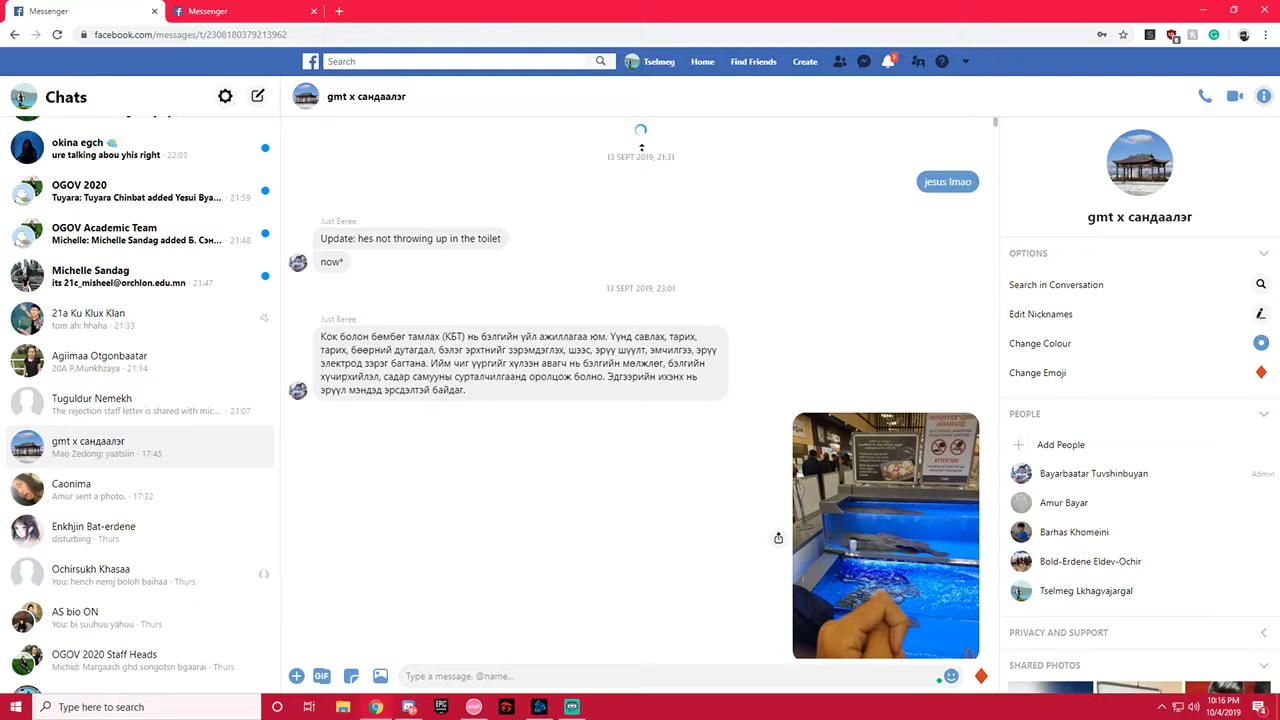 Messenger
Messenger
facebook.com/messages/t/2308180379213962
Search
Tselmeg
Home
Find Friends
Create
Chats
gmt x сандаалэг
okina egch
ure talking abou yhis right · 22:03
OGOV 2020
Tuyara: Tuyara Chinbat added Yesui Bya... · 21:59
OGOV Academic Team
Michelle: Michelle Sandag added Б. Сэн... · 21:48
Michelle Sandag
its 21c_misheel@orchlon.edu.mn · 21:47
21a Ku Klux Klan
tom ah: hhaha · 21:33
Agiimaa Otgonbaatar
20A P.Munkhzaya · 21:14
Tuguldur Nemekh
The rejection staff letter is shared with mic... · 21:07
gmt x сандаалэг
Mao Zedong: yaatsiin · 17:45
Caonima
Amur sent a photo. · 17:32
Enkhjin Bat-erdene
disturbing · Thurs
Ochirsukh Khasaa
You: hench nemj boloh baihaa · Thurs
AS bio ON
You: bi suuhuu yahuu · Thurs
OGOV 2020 Staff Heads
Michid: Margaash ghd songotsn bgaarai · Thurs
13 SEPT 2019, 21:31
jesus lmao
Just Beree
Update: hes not throwing up in the toilet
now*
13 SEPT 2019, 23:01
Just Beree
Кок болон бөмбөг тамлах (КБТ) нь бэлгийн үйл ажиллагаа юм. Үүнд савлах, тарих,
тарих, бөөрний дутагдал, бэлэг эрхтнийг зэрэмдэглэх, шээс, эрүү шүүлт, эмчилгээ, эрүү
электрод зэрэг багтана. Ийм чиг үүргийг хүлээн авагч нь бэлгийн мөлжлөг, бэлгийн
хүчирхийлэл, садар самууны сурталчилгаанд оролцож болно. Эдгээрийн ихэнх нь
эрүүл мэндэд эрсдэлтэй байдаг.
ATTENTION
GIF
Type a message, @name...
gmt x сандаалэг
OPTIONS
Search in Conversation
Edit Nicknames
Change Colour
Change Emoji
PEOPLE
Add People
Bayarbaatar Tuvshinbuyan
Admin
Amur Bayar
Barhas Khomeini
Bold-Erdene Eldev-Ochir
Tselmeg Lkhagvajargal
PRIVACY AND SUPPORT
SHARED PHOTOS
Type here to search
EPIC GAMES
10:16 PM
10/4/2019
4